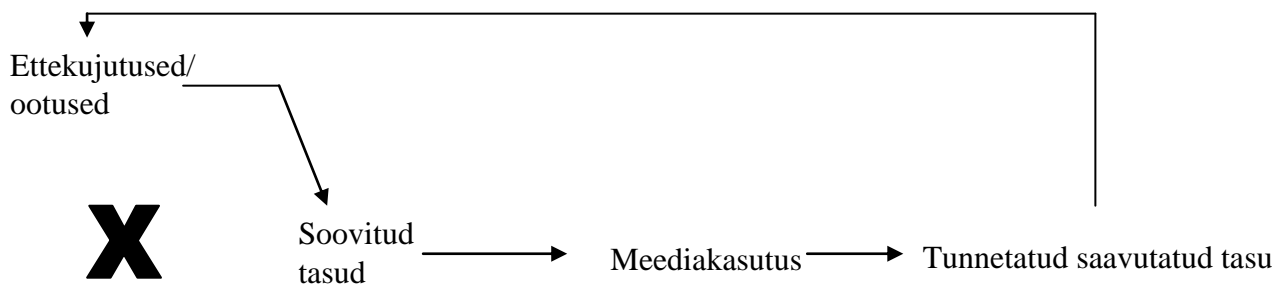 Ettekujutused/
ootused
X
Soovitud
tasud
Meediakasutus
Tunnetatud saavutatud tasu